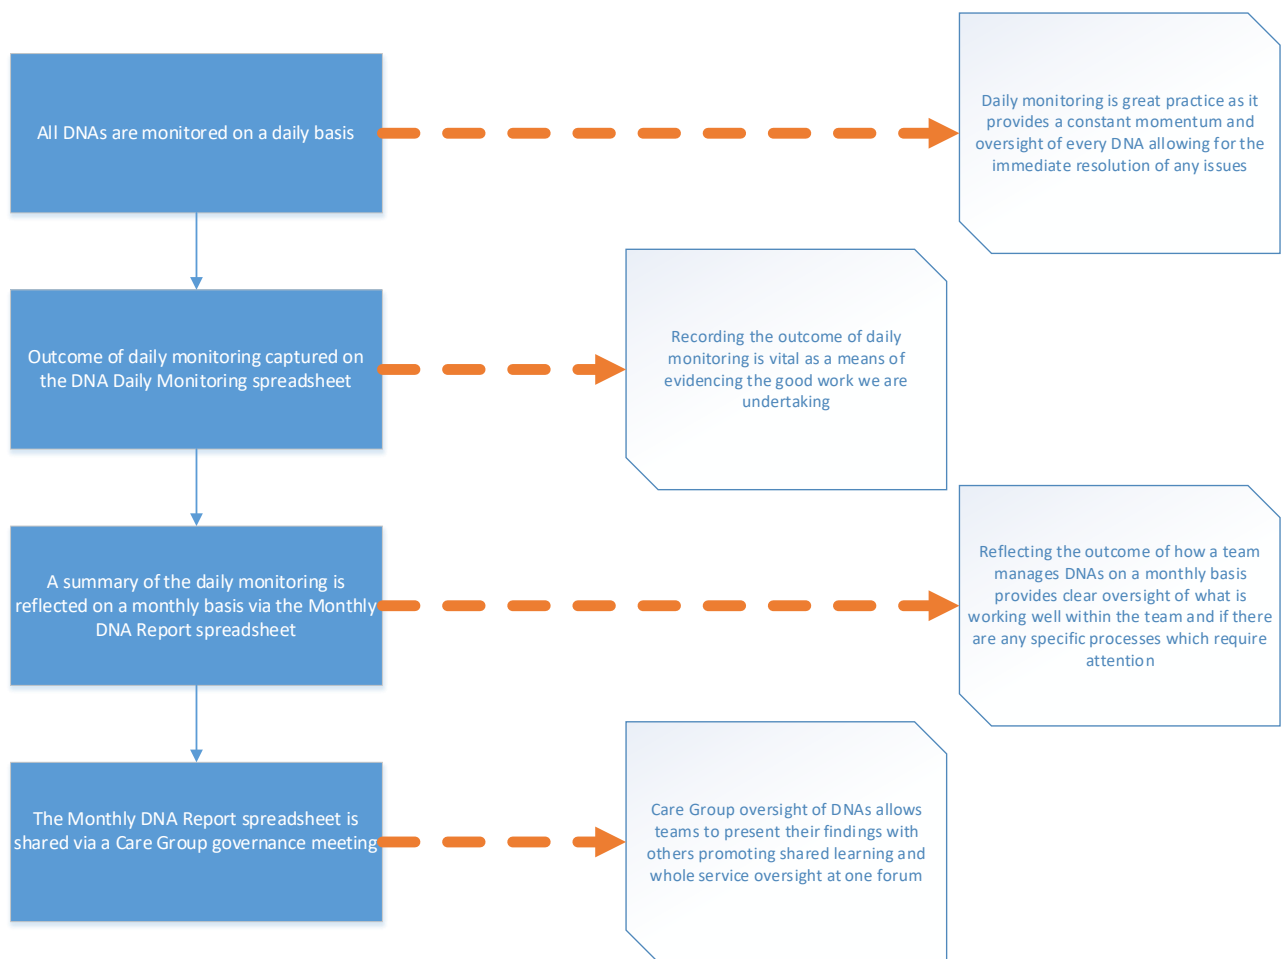 All DNAs are monitored on a daily basis
Daily monitoring is great practice as it
provides a constant momentum and
oversight of every DNA allowing for the
immediate resolution of any issues
Outcome of daily monitoring captured on
the DNA Daily Monitoring spreadsheet
Recording the outcome of daily
monitoring is vital as a means of
evidencing the good work we are
undertaking
A summary of the daily monitoring is
reflected on a monthly basis via the Monthly
DNA Report spreadsheet
Reflecting the outcome of how a team
manages DNAs on a monthly basis
provides clear oversight of what is
working well within the team and if there
are any specific processes which require
attention
The Monthly DNA Report spreadsheet is
shared via a Care Group governance meeting
Care Group oversight of DNAs allows
teams to present their findings with
others promoting shared learning and
whole service oversight at one forum